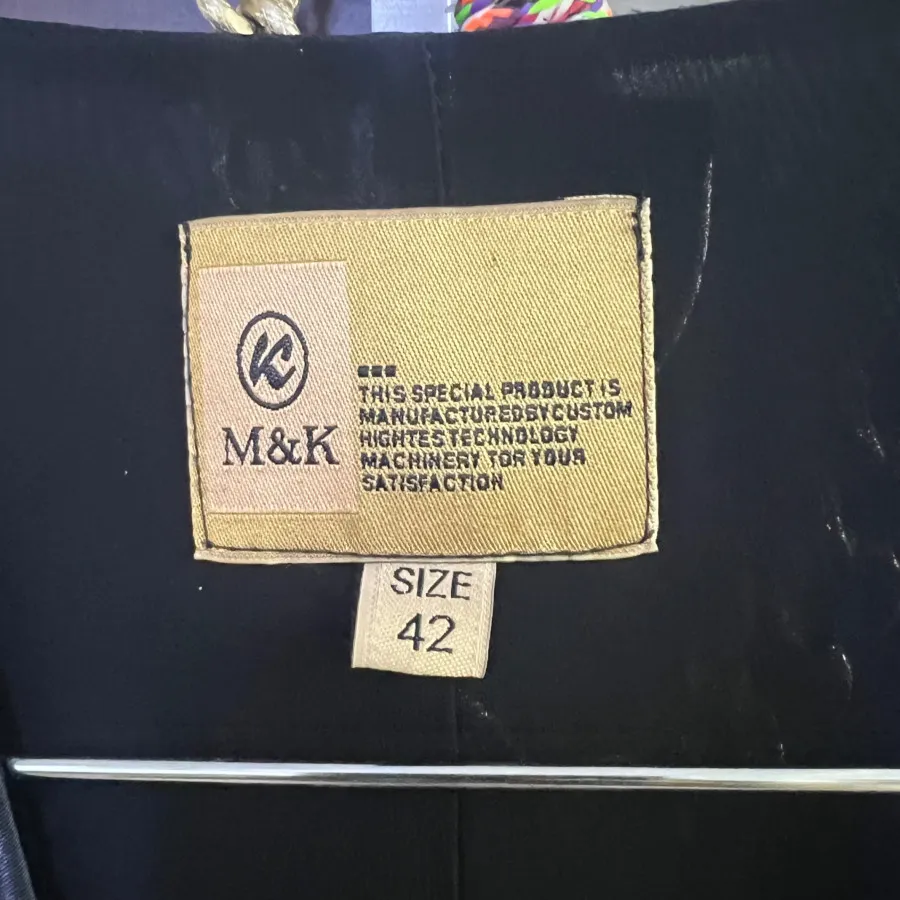 K
M&K
THIS SPECIAL PRODUCT IS
MANUFACTUREDBYCUSTOM
HIGHTESTECHNOLOGY
MACHINERY TOR YOUR
SATISFACTION
SIZE
42